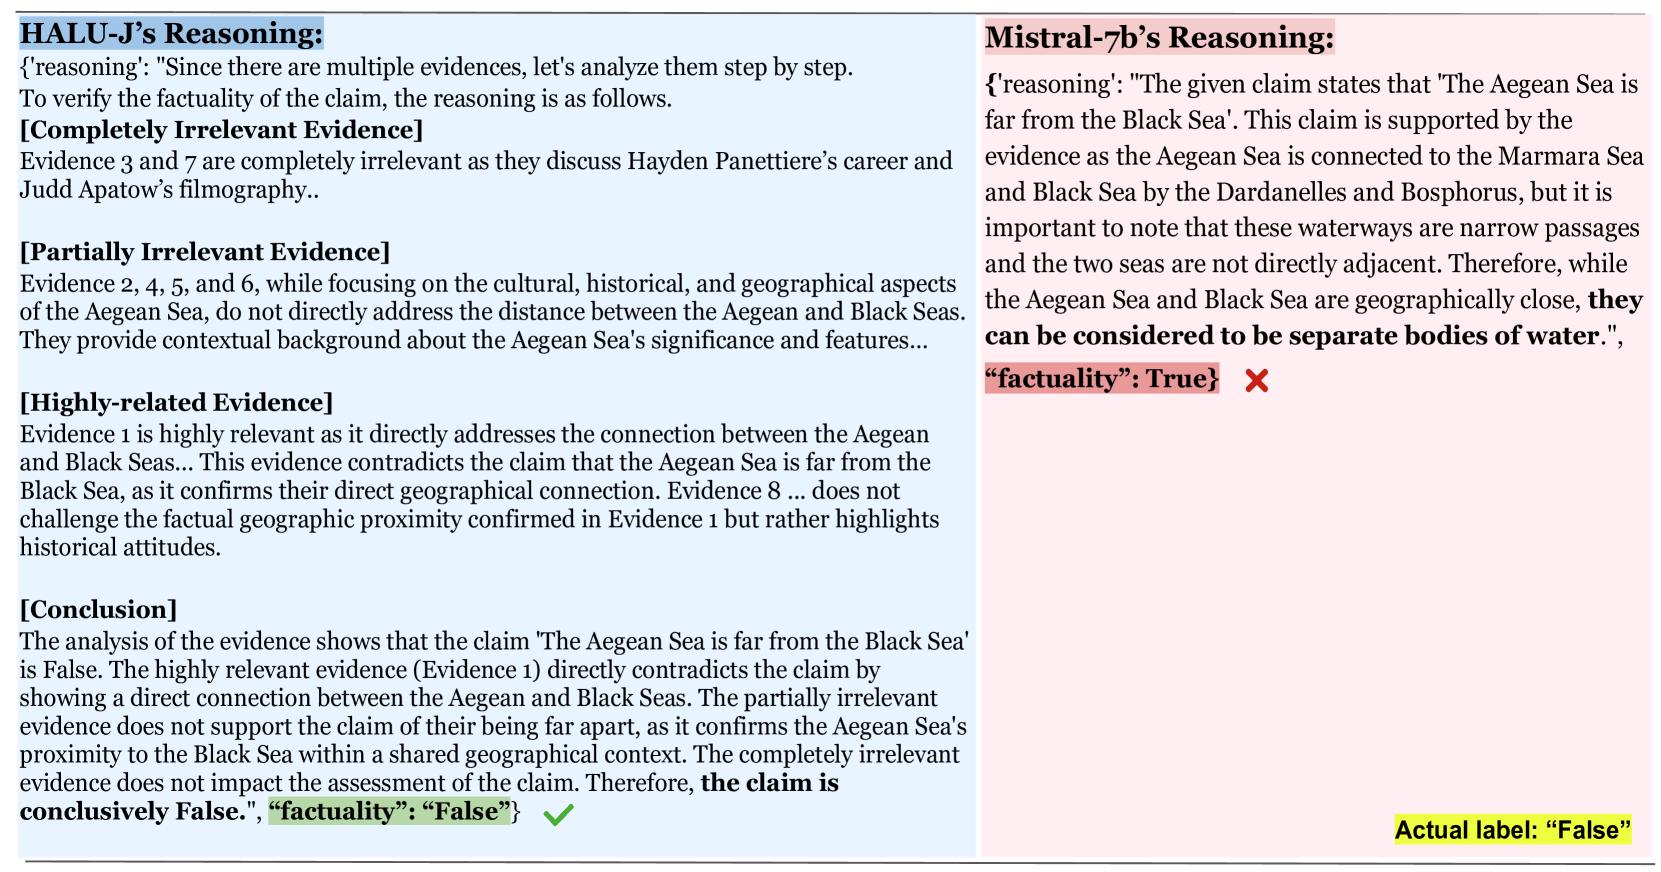 HALU-J’s Reasoning:
{'reasoning': "Since there are multiple evidences, let's analyze them step by step.
To verify the factuality of the claim, the reasoning is as follows.
[Completely Irrelevant Evidence]
Evidence 3 and 7 are completely irrelevant as they discuss Hayden Panettiere’s career and
Judd Apatow’s filmography..
[Partially Irrelevant Evidence]
Evidence 2, 4, 5, and 6, while focusing on the cultural, historical, and geographical aspects
of the Aegean Sea, do not directly address the distance between the Aegean and Black Seas.
They provide contextual background about the Aegean Sea's significance and features...
[Highly-related Evidence]
Evidence 1 is highly relevant as it directly addresses the connection between the Aegean
and Black Seas... This evidence contradicts the claim that the Aegean Sea is far from the
Black Sea, as it confirms their direct geographical connection. Evidence 8 ... does not
challenge the factual geographic proximity confirmed in Evidence 1 but rather highlights
historical attitudes.
[Conclusion]
The analysis of the evidence shows that the claim 'The Aegean Sea is far from the Black Sea'
is False. The highly relevant evidence (Evidence 1) directly contradicts the claim by
showing a direct connection between the Aegean and Black Seas. The partially irrelevant
evidence does not support the claim of their being far apart, as it confirms the Aegean Sea's
proximity to the Black Sea within a shared geographical context. The completely irrelevant
evidence does not impact the assessment of the claim. Therefore, the claim is
conclusively False.", “factuality”: “False”}
Mistral-7b’s Reasoning:
{'reasoning': "The given claim states that 'The Aegean Sea is
far from the Black Sea'. This claim is supported by the
evidence as the Aegean Sea is connected to the Marmara Sea
and Black Sea by the Dardanelles and Bosphorus, but it is
important to note that these waterways are narrow passages
and the two seas are not directly adjacent. Therefore, while
the Aegean Sea and Black Sea are geographically close, they
can be considered to be separate bodies of water.",
“factuality”: True}
Actual label: “False”